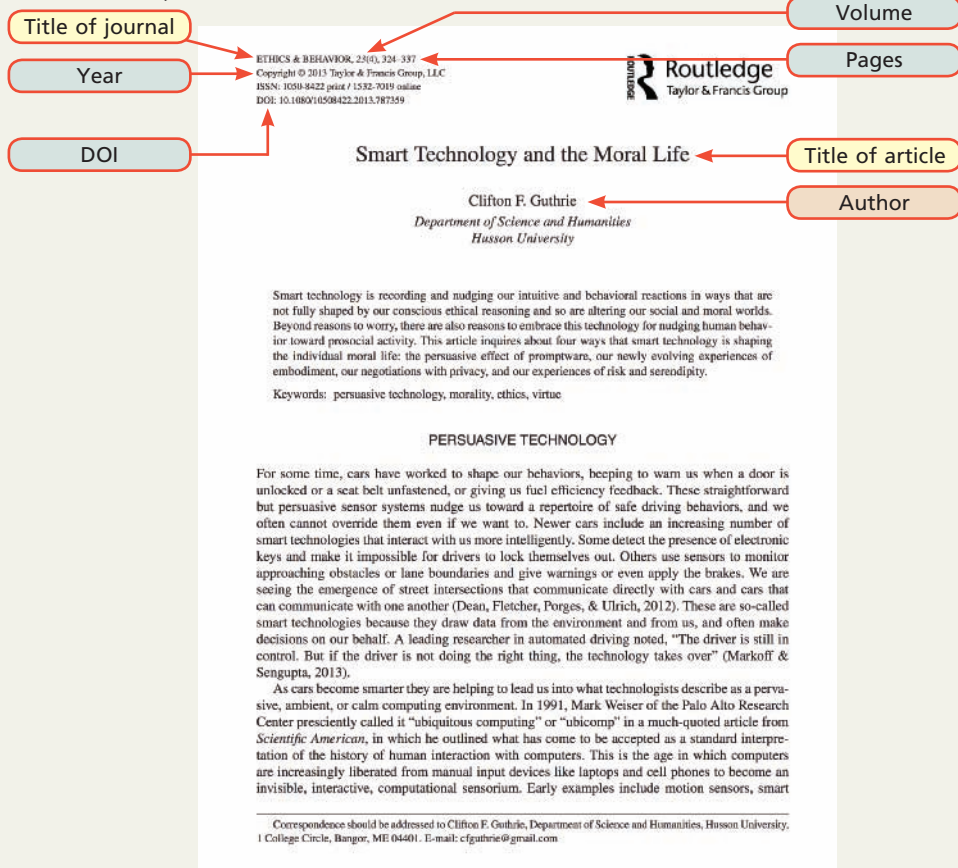 Title of journal
Volume
Year
Pages
ETHICS & BEHAVIOR, 23(4), 324–337
Copyright © 2013 Taylor & Francis Group, LLC
ISSN: 1050-8422 print / 1532-7019 online
DOI: 10.1080/10508422.2013.787359
ROUTLEDGE
Routledge
Taylor & Francis Group
DOI
Smart Technology and the Moral Life
Title of article
Clifton F. Guthrie
Author
Department of Science and Humanities
Husson University
Smart technology is recording and nudging our intuitive and behavioral reactions in ways that are
not fully shaped by our conscious ethical reasoning and so are altering our social and moral worlds.
Beyond reasons to worry, there are also reasons to embrace this technology for nudging human behav-
ior toward prosocial activity. This article inquires about four ways that smart technology is shaping
the individual moral life: the persuasive effect of promptware, our newly evolving experiences of
embodiment, our negotiations with privacy, and our experiences of risk and serendipity.
Keywords: persuasive technology, morality, ethics, virtue
PERSUASIVE TECHNOLOGY
For some time, cars have worked to shape our behaviors, beeping to warn us when a door is
unlocked or a seat belt unfastened, or giving us fuel efficiency feedback. These straightforward
but persuasive sensor systems nudge us toward a repertoire of safe driving behaviors, and we
often cannot override them even if we want to. Newer cars include an increasing number of
smart technologies that interact with us more intelligently. Some detect the presence of electronic
keys and make it impossible for drivers to lock themselves out. Others use sensors to monitor
approaching obstacles or lane boundaries and give warnings or even apply the brakes. We are
seeing the emergence of street intersections that communicate directly with cars and cars that
can communicate with one another (Dean, Fletcher, Porges, & Ulrich, 2012). These are so-called
smart technologies because they draw data from the environment and from us, and often make
decisions on our behalf. A leading researcher in automated driving noted, “The driver is still in
control. But if the driver is not doing the right thing, the technology takes over” (Markoff &
Sengupta, 2013).
As cars become smarter they are helping to lead us into what technologists describe as a perva-
sive, ambient, or calm computing environment. In 1991, Mark Weiser of the Palo Alto Research
Center presciently called it “ubiquitous computing” or “ubicomp” in a much-quoted article from
Scientific American, in which he outlined what has come to be accepted as a standard interpre-
tation of the history of human interaction with computers. This is the age in which computers
are increasingly liberated from manual input devices like laptops and cell phones to become an
invisible, interactive, computational sensorium. Early examples include motion sensors, smart
Correspondence should be addressed to Clifton F. Guthrie, Department of Science and Humanities, Husson University,
1 College Circle, Bangor, ME 04401. E-mail: cfguthrie@gmail.com